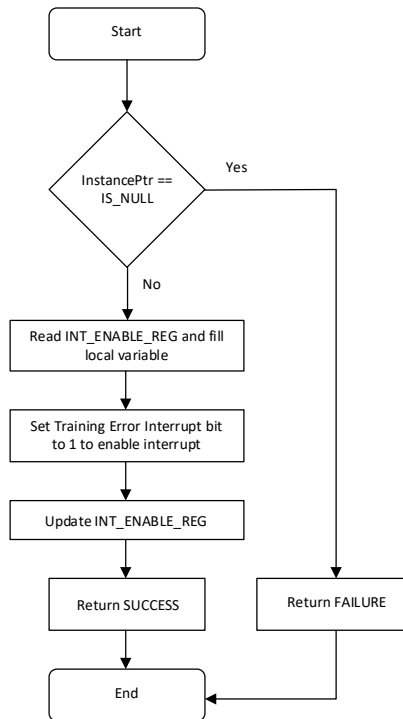 Start
InstancePtr ==
IS_NULL
Yes
No
Read INT_ENABLE_REG and fill
local variable
Set Training Error Interrupt bit
to 1 to enable interrupt
Update INT_ENABLE_REG
Return SUCCESS
Return FAILURE
End